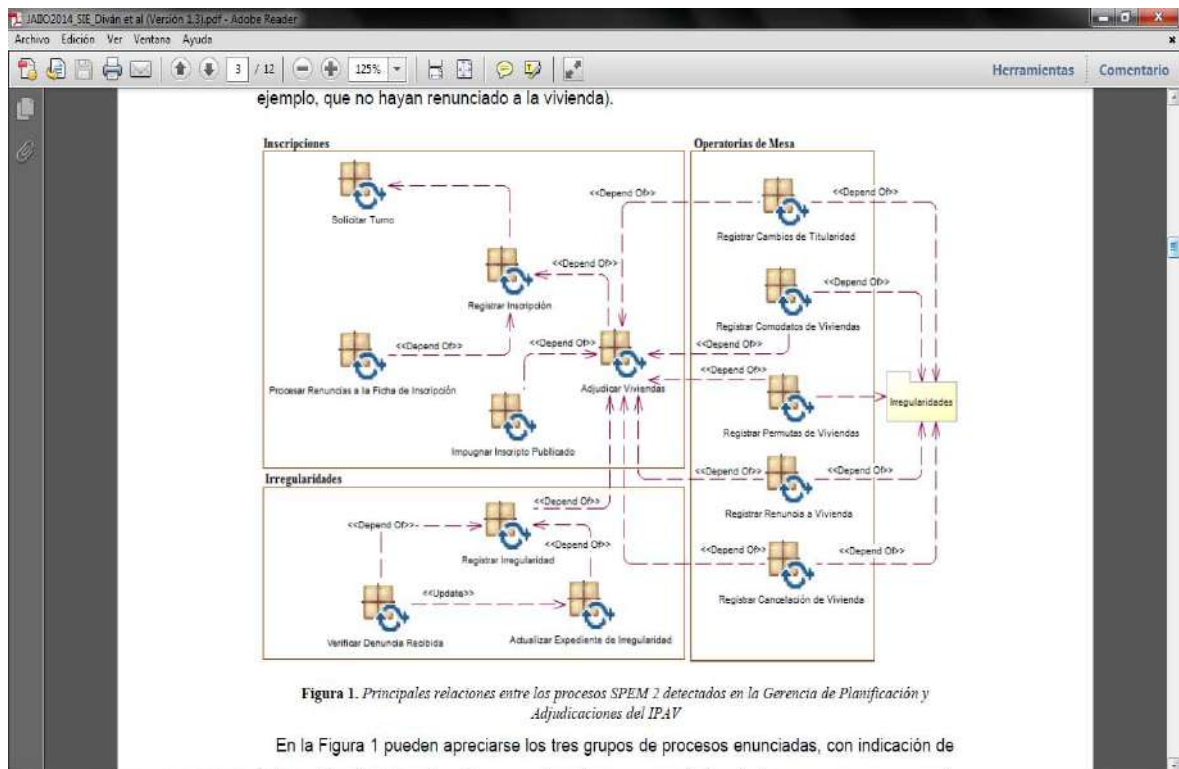 JAIIO2014_SIE_Diván et al (Versión 1.3).pdf - Adobe Reader
Archivo Edición Ver Ventana Ayuda
3 / 12 125% Herramientas Comentario
ejemplo, que no hayan renunciado a la vivienda).
Inscripciones
Operatorias de Mesa
Solicitar Turno
<<Depend Of>>
<<Depend Of>>
Registrar Cambios de Titularidad
<<Depend Of>>
Registrar Inscripción
<<Depend Of>>
Registrar Comodatos de Viviendas
<<Depend Of>>
<<Depend Of>>
<<Depend Of>>
Procesar Renuncias a la Ficha de Inscripción
Adjudicar Viviendas
<<Depend Of>>
Irregularidades
Registrar Permutas de Viviendas
Impugnar Inscripto Publicado
Irregularidades
<<Depend Of>>
<<Depend Of>>
Registrar Renuncia a Vivienda
<<Depend Of>>
<<Depend Of>>
Registrar Irregularidad
<<Depend Of>>
<<Depend Of>>
<<Depend Of>>
Registrar Cancelación de Vivienda
<<Update>>
Verificar Denuncia Recibida
Actualizar Expediente de Irregularidad
Figura 1. Principales relaciones entre los procesos SPEM 2 detectados en la Gerencia de Planificación y
Adjudicaciones del IPAV
En la Figura 1 pueden apreciarse los tres grupos de procesos enunciadas, con indicación de